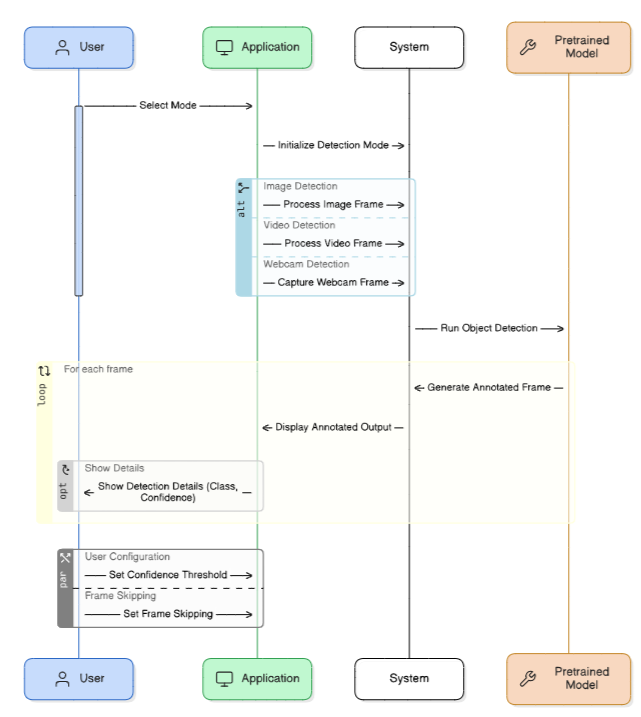 User
Application
System
Pretrained
Model
Select Mode
Initialize Detection Mode
alt
Image Detection
Process Image Frame
Video Detection
Process Video Frame
Webcam Detection
Capture Webcam Frame
Run Object Detection
loop
For each frame
Generate Annotated Frame
Display Annotated Output
opt
Show Details
Show Detection Details (Class,
Confidence)
par
User Configuration
Set Confidence Threshold
Frame Skipping
Set Frame Skipping
User
Application
System
Pretrained
Model